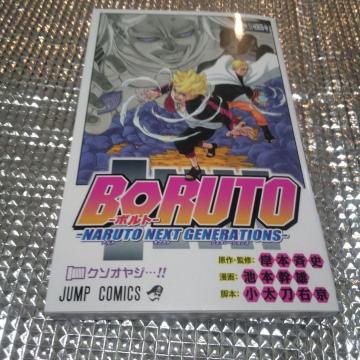 BORUTO
-ボルト-
-NARUTO NEXT GENERATIONS-
原作・監修：岸本斉史
漫画：池本幹雄
脚本：小太刀右京
クソオヤジ…!!
JUMP COMICS